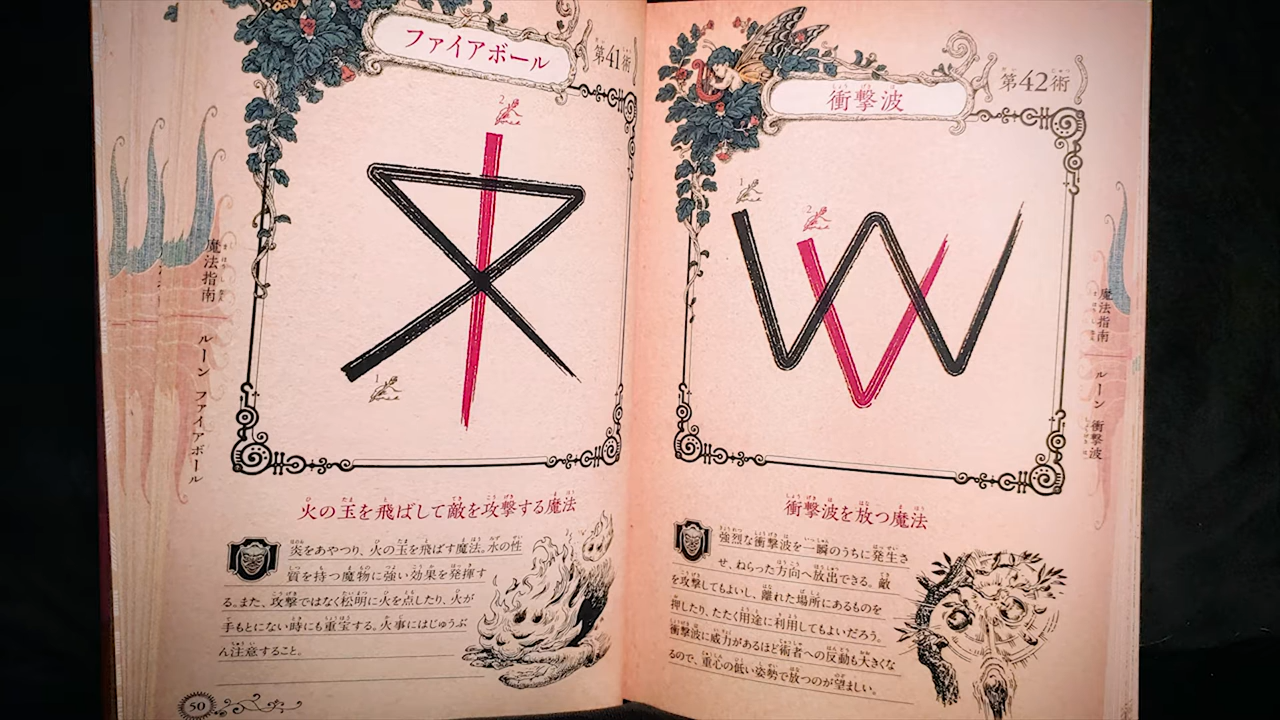 ファイアボール
第41術
2
1
火の玉を飛ばして敵を攻撃する魔法
炎をあやつり、火の玉を飛ばす魔法。水の性
質を持つ魔物に強い効果を発揮す
る。また、攻撃ではなく松明に火を点したり、火が
手もとにない時にも重宝する。火事にはじゅうぶ
ん注意すること。
50
魔法指南 ルーン ファイアボール
衝撃波
第42術
1
2
衝撃波を放つ魔法
強烈な衝撃波を一瞬のうちに発生さ
せ、ねらった方向へ放出できる。敵
を攻撃してもよいし、離れた場所にあるものを
押したり、たたく用途に利用してもよいだろう。
衝撃波に威力があるほど術者への反動も大きくな
るので、重心の低い姿勢で放つのが望ましい。
魔法指南 ルーン 衝撃波